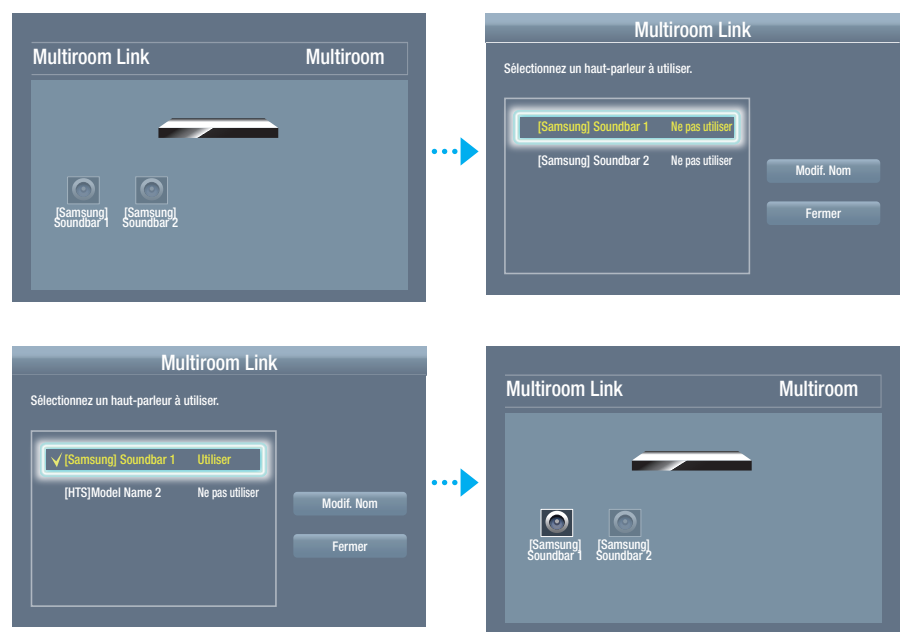 Multiroom Link Multiroom
[Samsung] Soundbar 1 [Samsung] Soundbar 2
Multiroom Link
Sélectionnez un haut-parleur à utiliser.
[Samsung] Soundbar 1 Ne pas utiliser
[Samsung] Soundbar 2 Ne pas utiliser
Modif. Nom
Fermer
Multiroom Link
Sélectionnez un haut-parleur à utiliser.
[Samsung] Soundbar 1 Utiliser
[HTS]Model Name 2 Ne pas utiliser
Modif. Nom
Fermer
Multiroom Link Multiroom
[Samsung] Soundbar 1 [Samsung] Soundbar 2